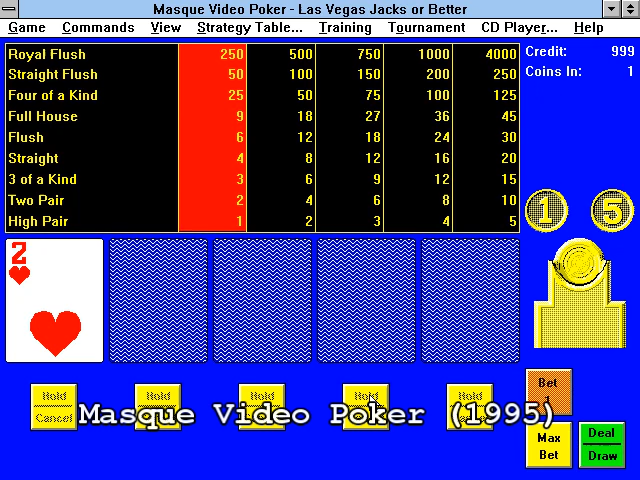 Masque Video Poker - Las Vegas Jacks or Better
Game Commands View Strategy Table... Training Tournament CD Player... Help
Royal Flush 250 500 750 1000 4000
Straight Flush 50 100 150 200 250
Four of a Kind 25 50 75 100 125
Full House 9 18 27 36 45
Flush 6 12 18 24 30
Straight 4 8 12 16 20
3 of a Kind 3 6 9 12 15
Two Pair 2 4 6 8 10
High Pair 1 2 3 4 5
Credit: 999
Coins In: 1
1 5
2
Hold Hold Hold Hold Hold
Cancel
Bet
1
Masque Video Poker (1995)
Max
Bet
Deal
Draw